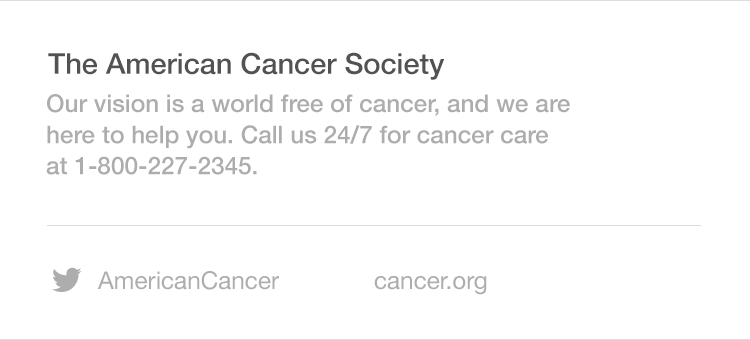 The American Cancer Society
Our vision is a world free of cancer, and we are
here to help you. Call us 24/7 for cancer care
at 1-800-227-2345.
AmericanCancer
cancer.org